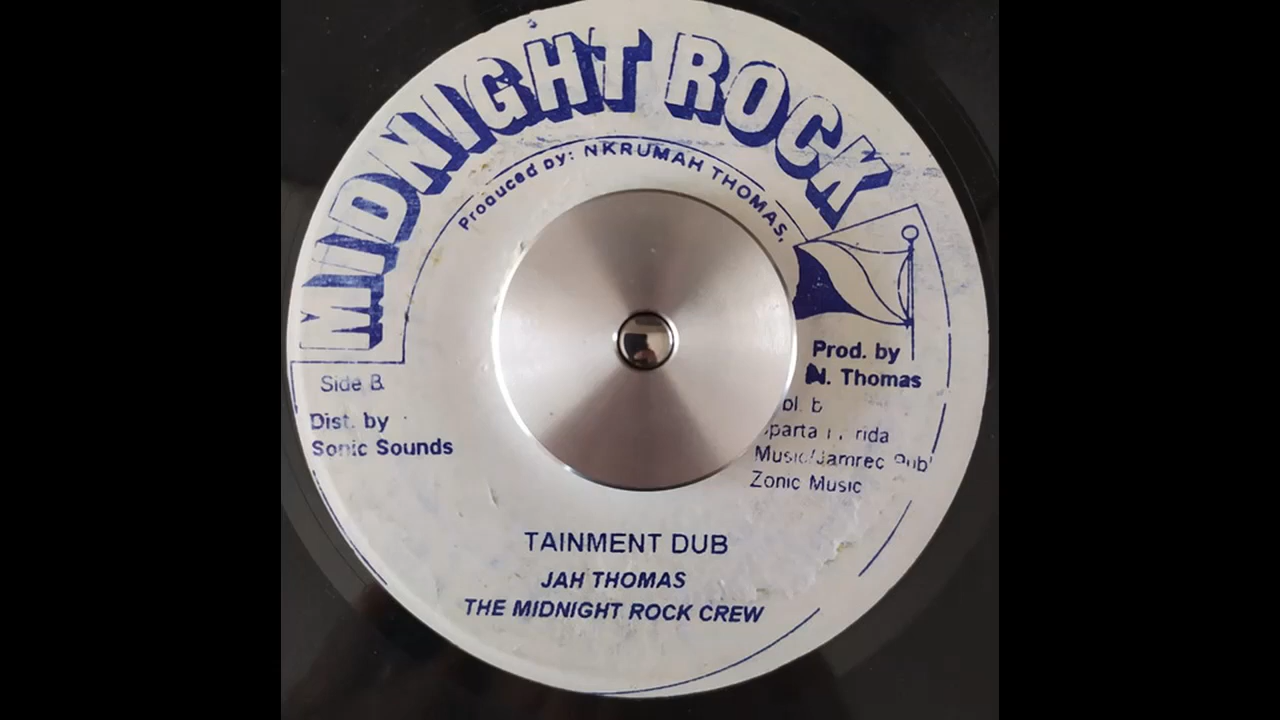 MIDNIGHT ROCK
Produced by: NKRUMAH THOMAS,
Side B
Dist. by
Sonic Sounds
Prod. by
N. Thomas
Music/Jamrec
Zonic Music
TAINMENT DUB
JAH THOMAS
THE MIDNIGHT ROCK CREW